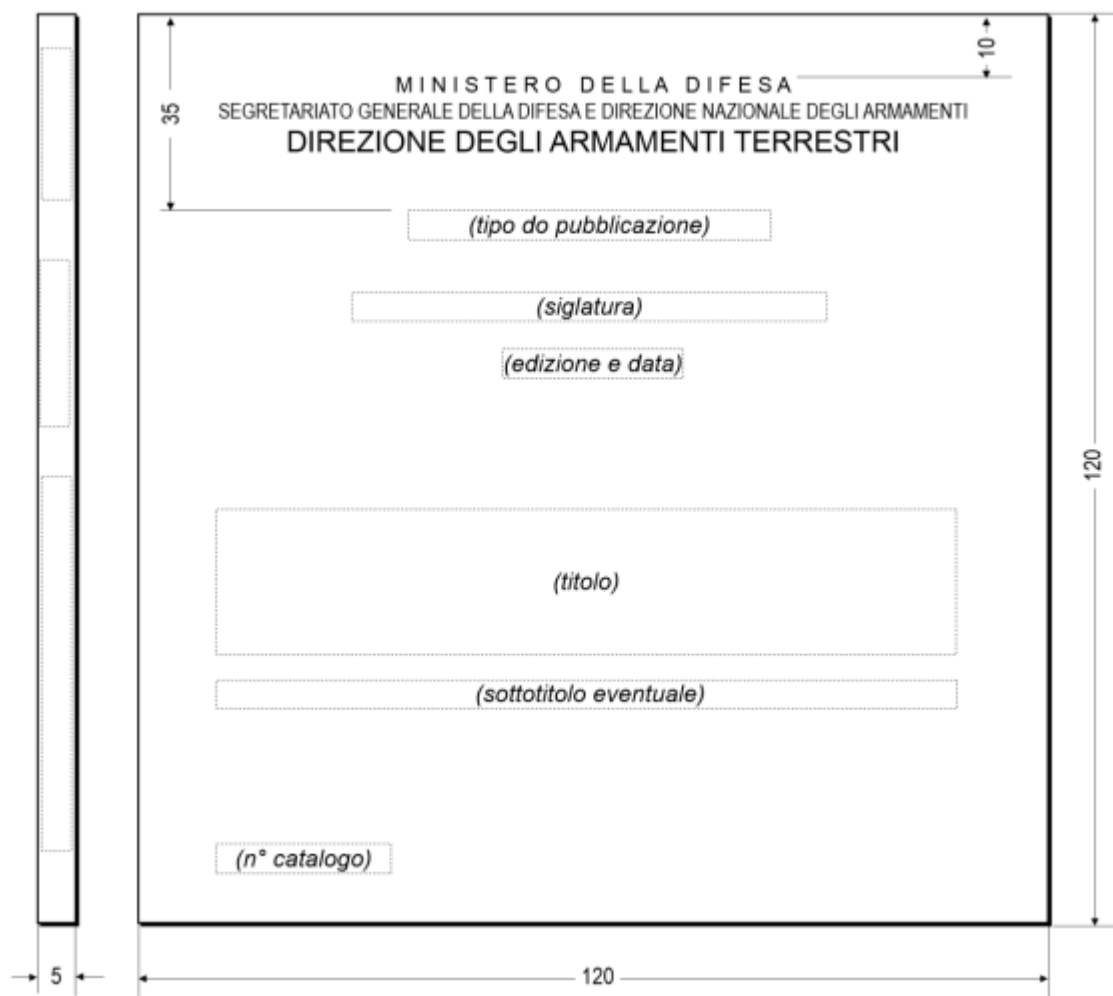 10
MINISTERO DELLA DIFESA
SEGRETARIATO GENERALE DELLA DIFESA E DIREZIONE NAZIONALE DEGLI ARMAMENTI
35
DIREZIONE DEGLI ARMAMENTI TERRESTRI
(tipo do pubblicazione)
(siglatura)
(edizione e data)
120
(titolo)
(sottotitolo eventuale)
(n° catalogo)
5
120